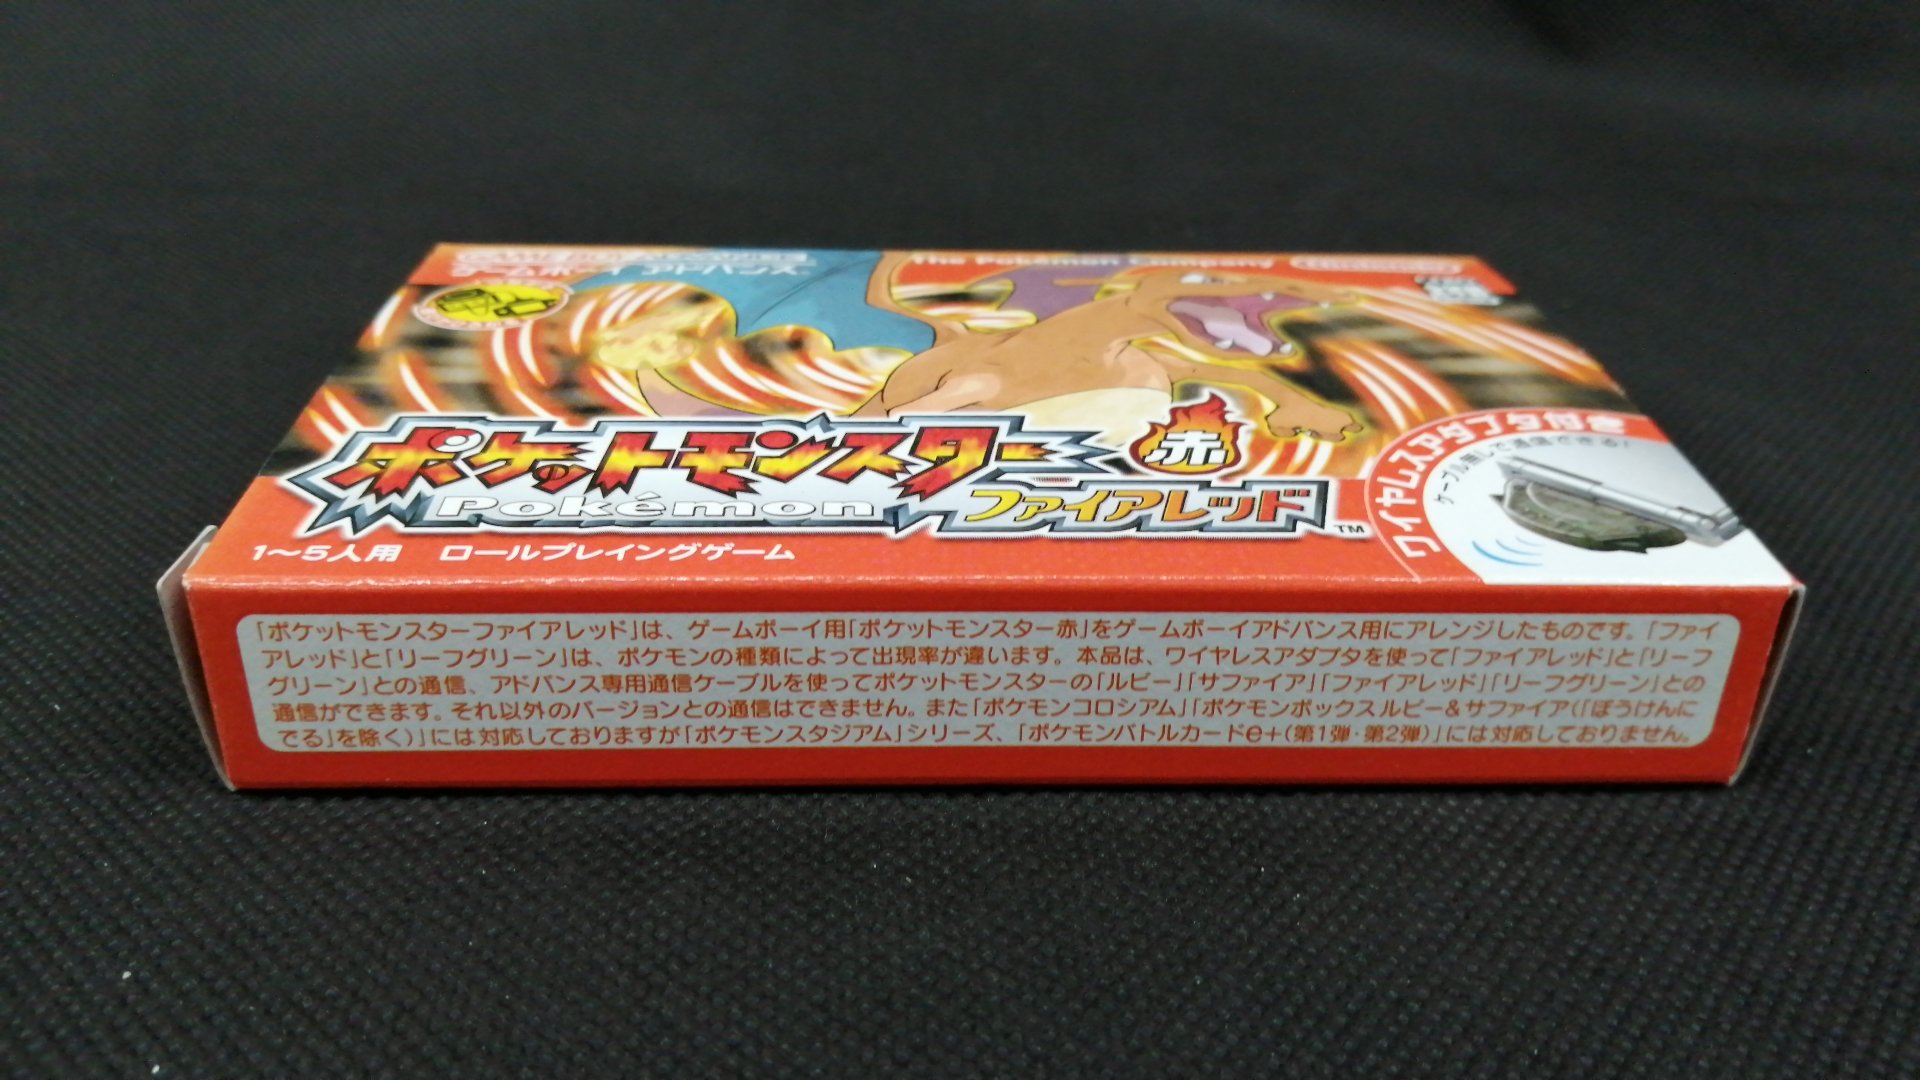 ゲームボーイアドバンス
The Pokémon Company
ポケットモンスター
赤
Pokémon
ファイアレッド
TM
ワイヤレスアダプタ付き
ケーブル無しで通信できる!
1〜5人用 ロールプレイングゲーム
「ポケットモンスターファイアレッド」は、ゲームボーイ用「ポケットモンスター赤」をゲームボーイアドバンス用にアレンジしたものです。「ファイ
アレッド」と「リーフグリーン」は、ポケモンの種類によって出現率が違います。本品は、ワイヤレスアダプタを使って「ファイアレッド」と「リーフ
グリーン」との通信、アドバンス専用通信ケーブルを使ってポケットモンスターの「ルビー」「サファイア」「ファイアレッド」「リーフグリーン」との
通信ができます。それ以外のバージョンとの通信はできません。また「ポケモンコロシアム」「ポケモンボックスルビー&サファイア(「ぼうけんに
でる」を除く)」には対応しておりますが「ポケモンスタジアム」シリーズ、「ポケモンバトルカードe+(第1弾・第2弾)」には対応しておりません。